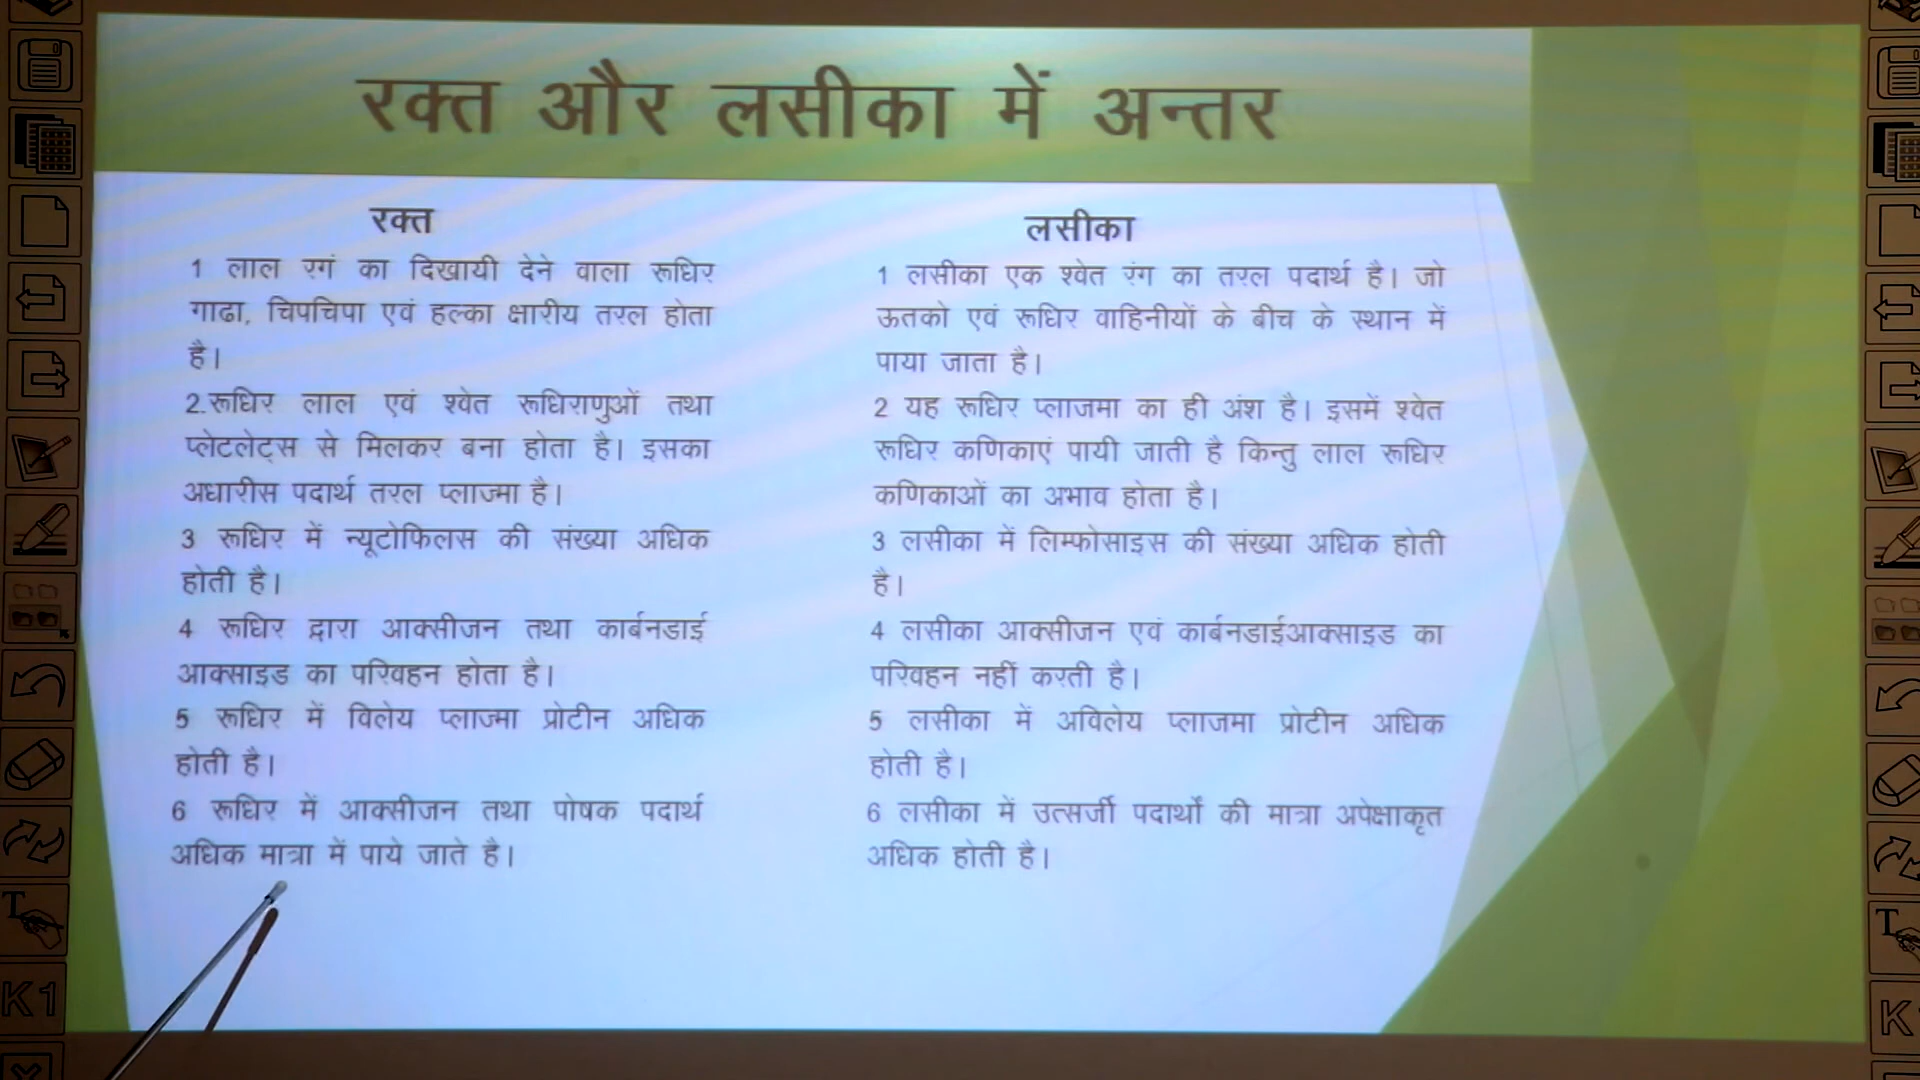 रक्त और लसीका में अन्तर
रक्त
1 लाल रगं का दिखायी देने वाला रूधिर
गाढा, चिपचिपा एवं हल्का क्षारीय तरल होता
है।
2.रूधिर लाल एवं श्वेत रूधिराणुओं तथा
प्लेटलेट्स से मिलकर बना होता है। इसका
अधारीस पदार्थ तरल प्लाज्मा है।
3 रूधिर में न्यूटोफिलस की संख्या अधिक
होती है।
4 रूधिर द्वारा आक्सीजन तथा कार्बनडाई
आक्साइड का परिवहन होता है।
5 रूधिर में विलेय प्लाज्मा प्रोटीन अधिक
होती है।
6 रूधिर में आक्सीजन तथा पोषक पदार्थ
अधिक मात्रा में पाये जाते है।
लसीका
1 लसीका एक श्वेत रंग का तरल पदार्थ है। जो
ऊतको एवं रूधिर वाहिनीयों के बीच के स्थान में
पाया जाता है।
2 यह रूधिर प्लाजमा का ही अंश है। इसमें श्वेत
रूधिर कणिकाएं पायी जाती है किन्तु लाल रूधिर
कणिकाओं का अभाव होता है।
3 लसीका में लिम्फोसाइस की संख्या अधिक होती
है।
4 लसीका आक्सीजन एवं कार्बनडाईआक्साइड का
परिवहन नहीं करती है।
5 लसीका में अविलेय प्लाजमा प्रोटीन अधिक
होती है।
6 लसीका में उत्सर्जी पदार्थों की मात्रा अपेक्षाकृत
अधिक होती है।
T
K1
T
K